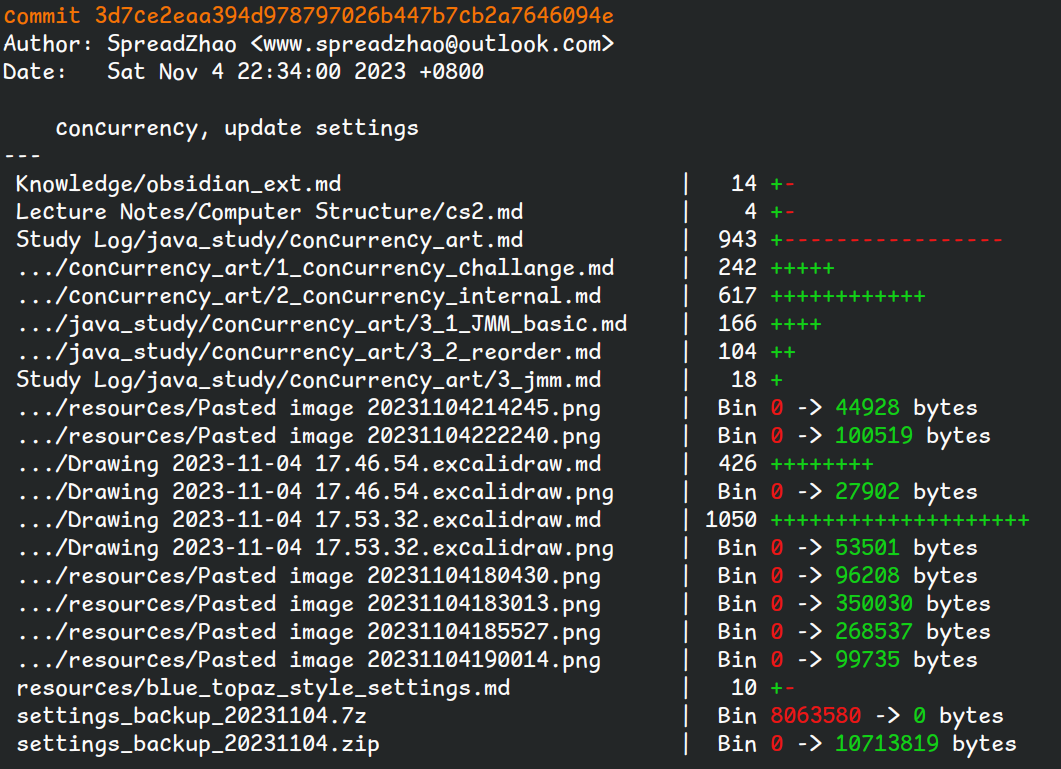 commit 3d7ce2eaa394d978797026b447b7cb2a7646094e
Author: SpreadZhao <www.spreadzhao@outlook.com>
Date:   Sat Nov 4 22:34:00 2023 +0800
concurrency, update settings
---
Knowledge/obsidian_ext.md | 14 +-
Lecture Notes/Computer Structure/cs2.md | 4 +-
Study Log/java_study/concurrency_art.md | 943 +-----------------
.../concurrency_art/1_concurrency_challange.md | 242 +++++
.../concurrency_art/2_concurrency_internal.md | 617 ++++++++++++
.../java_study/concurrency_art/3_1_JMM_basic.md | 166 ++++
.../java_study/concurrency_art/3_2_reorder.md | 104 ++
Study Log/java_study/concurrency_art/3_jmm.md | 18 +
.../resources/Pasted image 20231104214245.png | Bin 0 -> 44928 bytes
.../resources/Pasted image 20231104222240.png | Bin 0 -> 100519 bytes
.../Drawing 2023-11-04 17.46.54.excalidraw.md | 426 ++++++++
.../Drawing 2023-11-04 17.46.54.excalidraw.png | Bin 0 -> 27902 bytes
.../Drawing 2023-11-04 17.53.32.excalidraw.md | 1050 ++++++++++++++++++++
.../Drawing 2023-11-04 17.53.32.excalidraw.png | Bin 0 -> 53501 bytes
.../resources/Pasted image 20231104180430.png | Bin 0 -> 96208 bytes
.../resources/Pasted image 20231104183013.png | Bin 0 -> 350030 bytes
.../resources/Pasted image 20231104185527.png | Bin 0 -> 268537 bytes
.../resources/Pasted image 20231104190014.png | Bin 0 -> 99735 bytes
resources/blue_topaz_style_settings.md | 10 +-
settings_backup_20231104.7z | Bin 8063580 -> 0 bytes
settings_backup_20231104.zip | Bin 0 -> 10713819 bytes